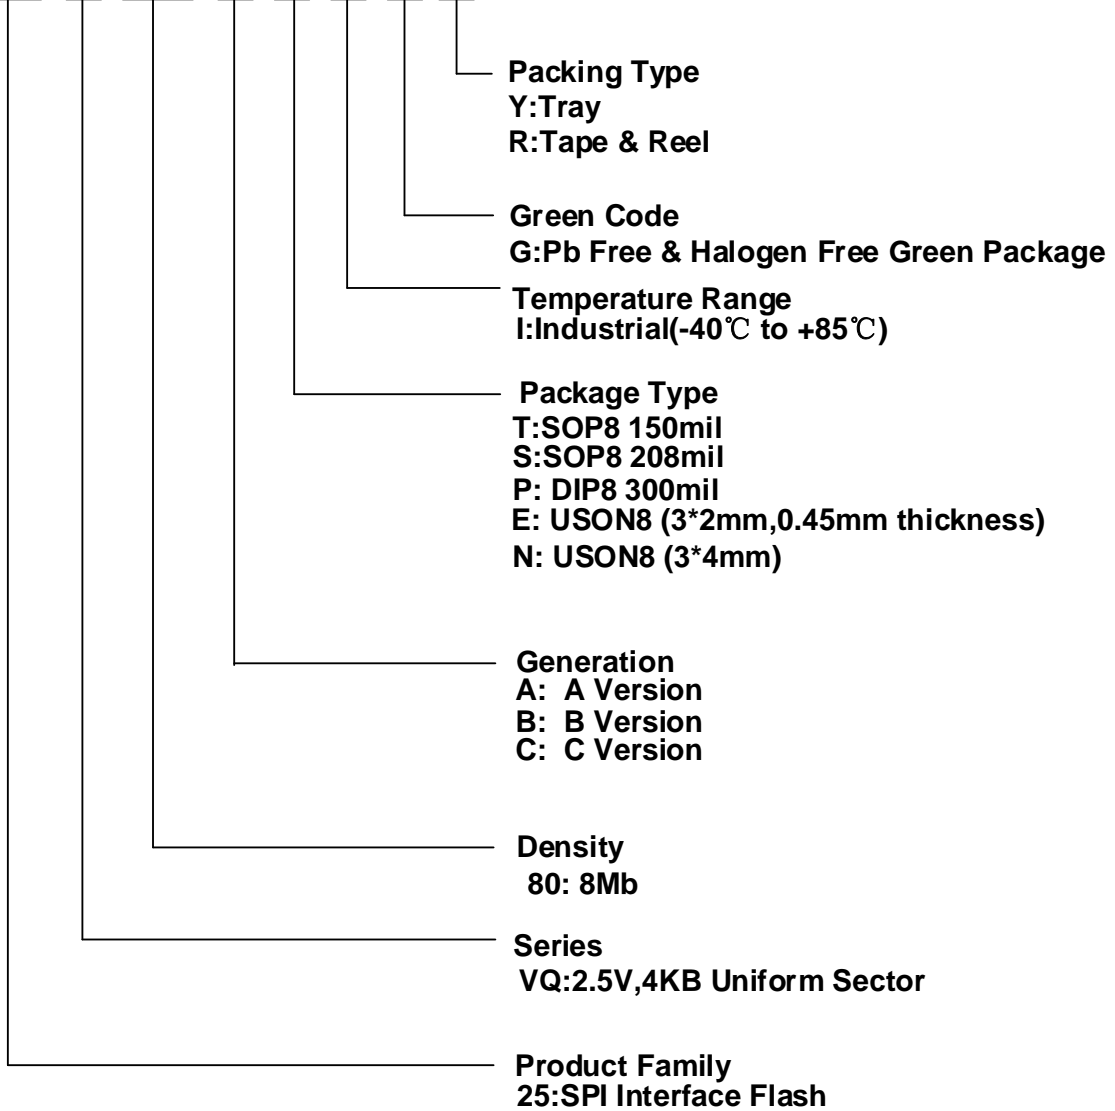 Packing Type
Y:Tray
R:Tape & Reel
Green Code
G:Pb Free & Halogen Free Green Package
Temperature Range
I:Industrial(-40℃ to +85℃)
Package Type
T:SOP8 150mil
S:SOP8 208mil
P: DIP8 300mil
E: USON8 (3*2mm,0.45mm thickness)
N: USON8 (3*4mm)
Generation
A: A Version
B: B Version
C: C Version
Density
80: 8Mb
Series
VQ:2.5V,4KB Uniform Sector
Product Family
25:SPI Interface Flash